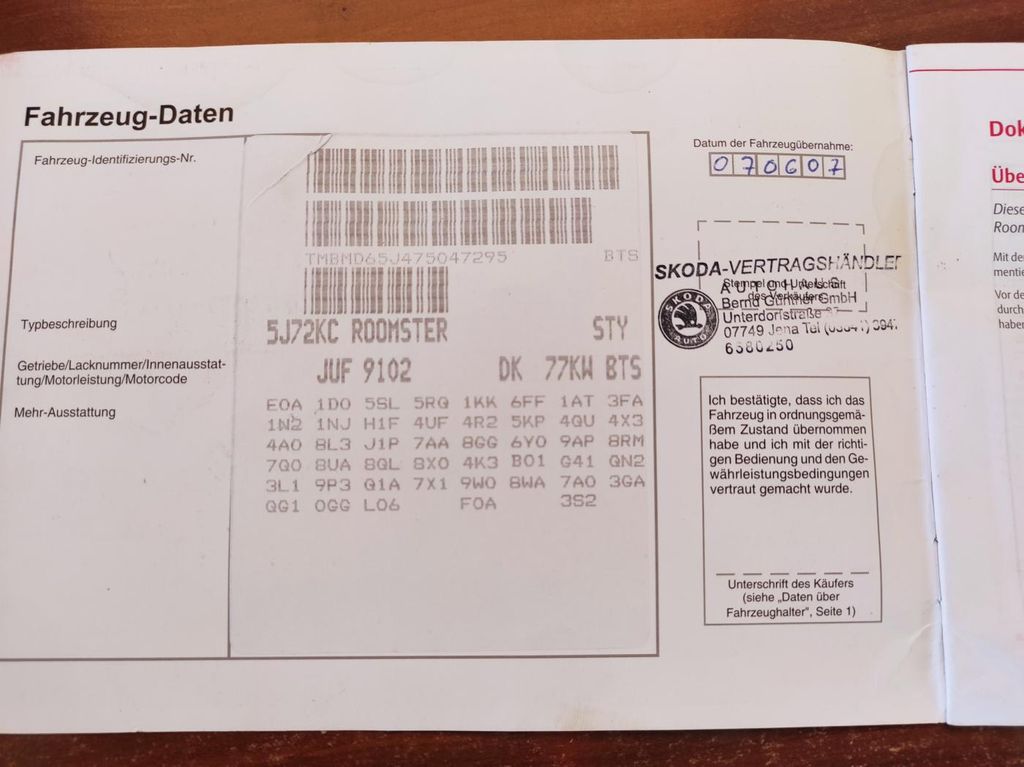 Fahrzeug-Daten
Fahrzeug-Identifizierungs-Nr.
TMBMD65J475047295 BTS
Typbeschreibung
5J72KC ROOMSTER STY
Getriebe/Lacknummer/Innenausstat-
tung/Motorleistung/Motorcode
JUF 9102 DK 77KW BTS
Mehr-Ausstattung
E0A 1D0 5SL 5RQ 1KK 6FF 1AT 3FA
1N2 1NJ H1F 4UF 4R2 5KP 4QU 4X3
4A0 8L3 J1P 7AA 8GG 6Y0 9AP 8RM
7Q0 8UA 8QL 8X0 4K3 B01 G41 QN2
3L1 9P3 Q1A 7X1 9W0 8WA 7A0 3GA
QG1 0GG L06 F0A 3S2
Datum der Fahrzeugübernahme:
070607
SKODA-VERTRAGSHÄNDLER
Stempel und Unterschrift
des Verkäufers
AUTOHAUS
Bernd Günther GmbH
Unterdorfstraße
07749 Jena Tel
6580250
SKODA
AUTO
Ich bestätigte, dass ich das
Fahrzeug in ordnungsgemä-
ßem Zustand übernommen
habe und ich mit der richti-
gen Bedienung und den Ge-
währleistungsbedingungen
vertraut gemacht wurde.
Unterschrift des Käufers
(siehe „Daten über
Fahrzeughalter", Seite 1)
Dok
Übe
Diese
Room
Mit de
mentie
Vor de
durch
haber